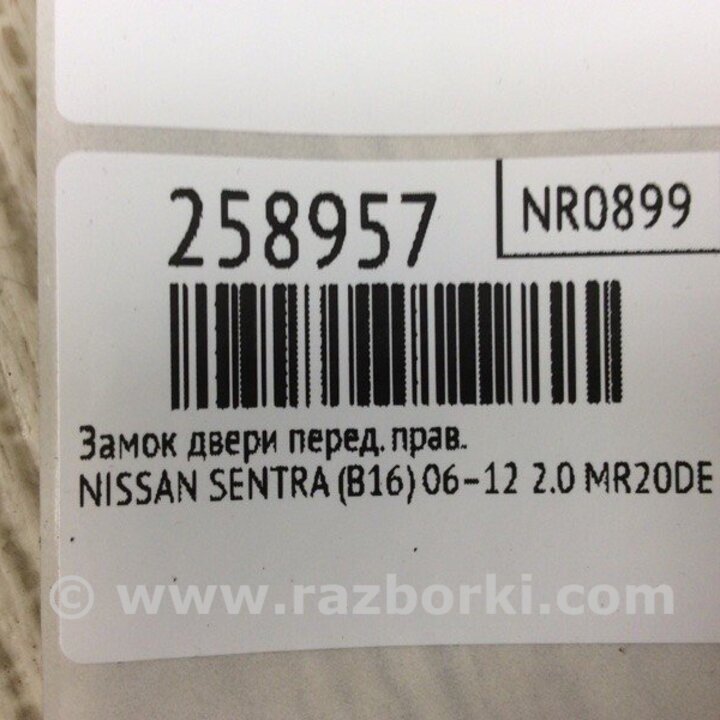 258957
NR0899
Замок двери перед. прав.
NISSAN SENTRA (B16) 06-12 2.0 MR20DE
© www.razborki.com